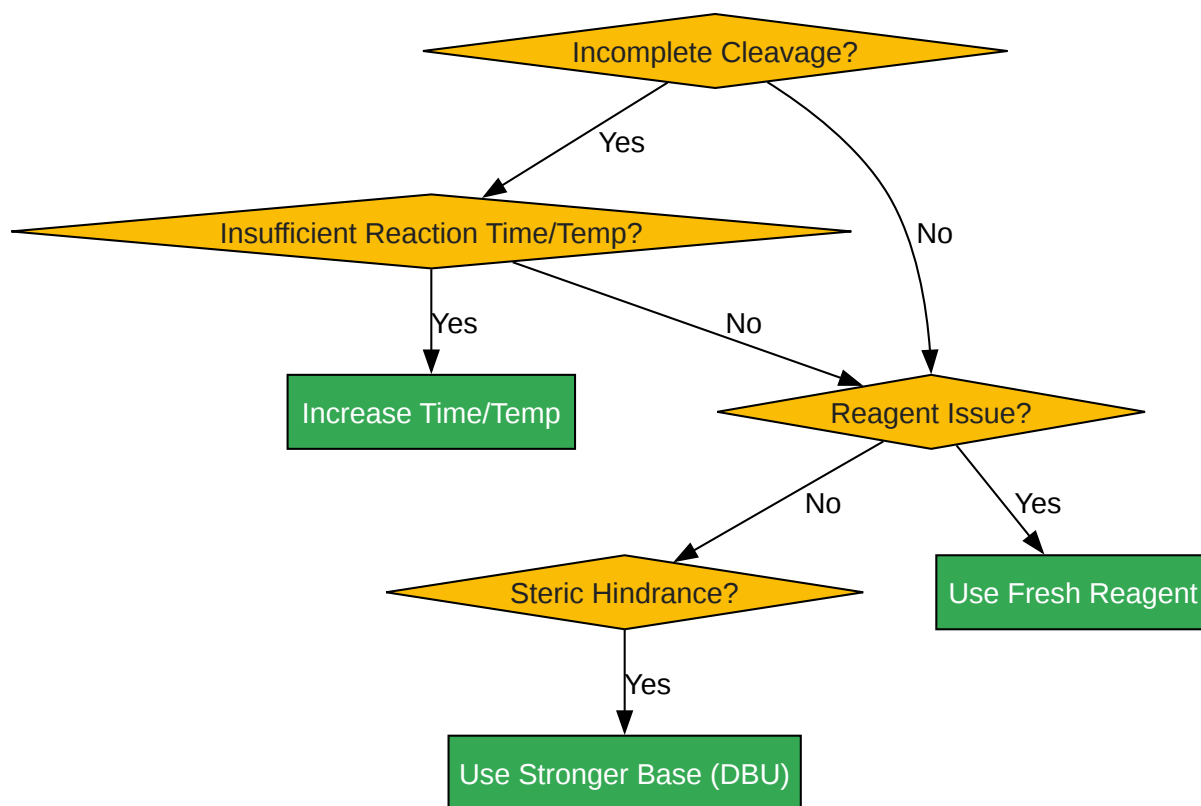 Incomplete Cleavage?
Yes
Insufficient Reaction Time/Temp?
No
Yes
No
Increase Time/Temp
Reagent Issue?
No
Yes
Steric Hindrance?
Use Fresh Reagent
Yes
Use Stronger Base (DBU)